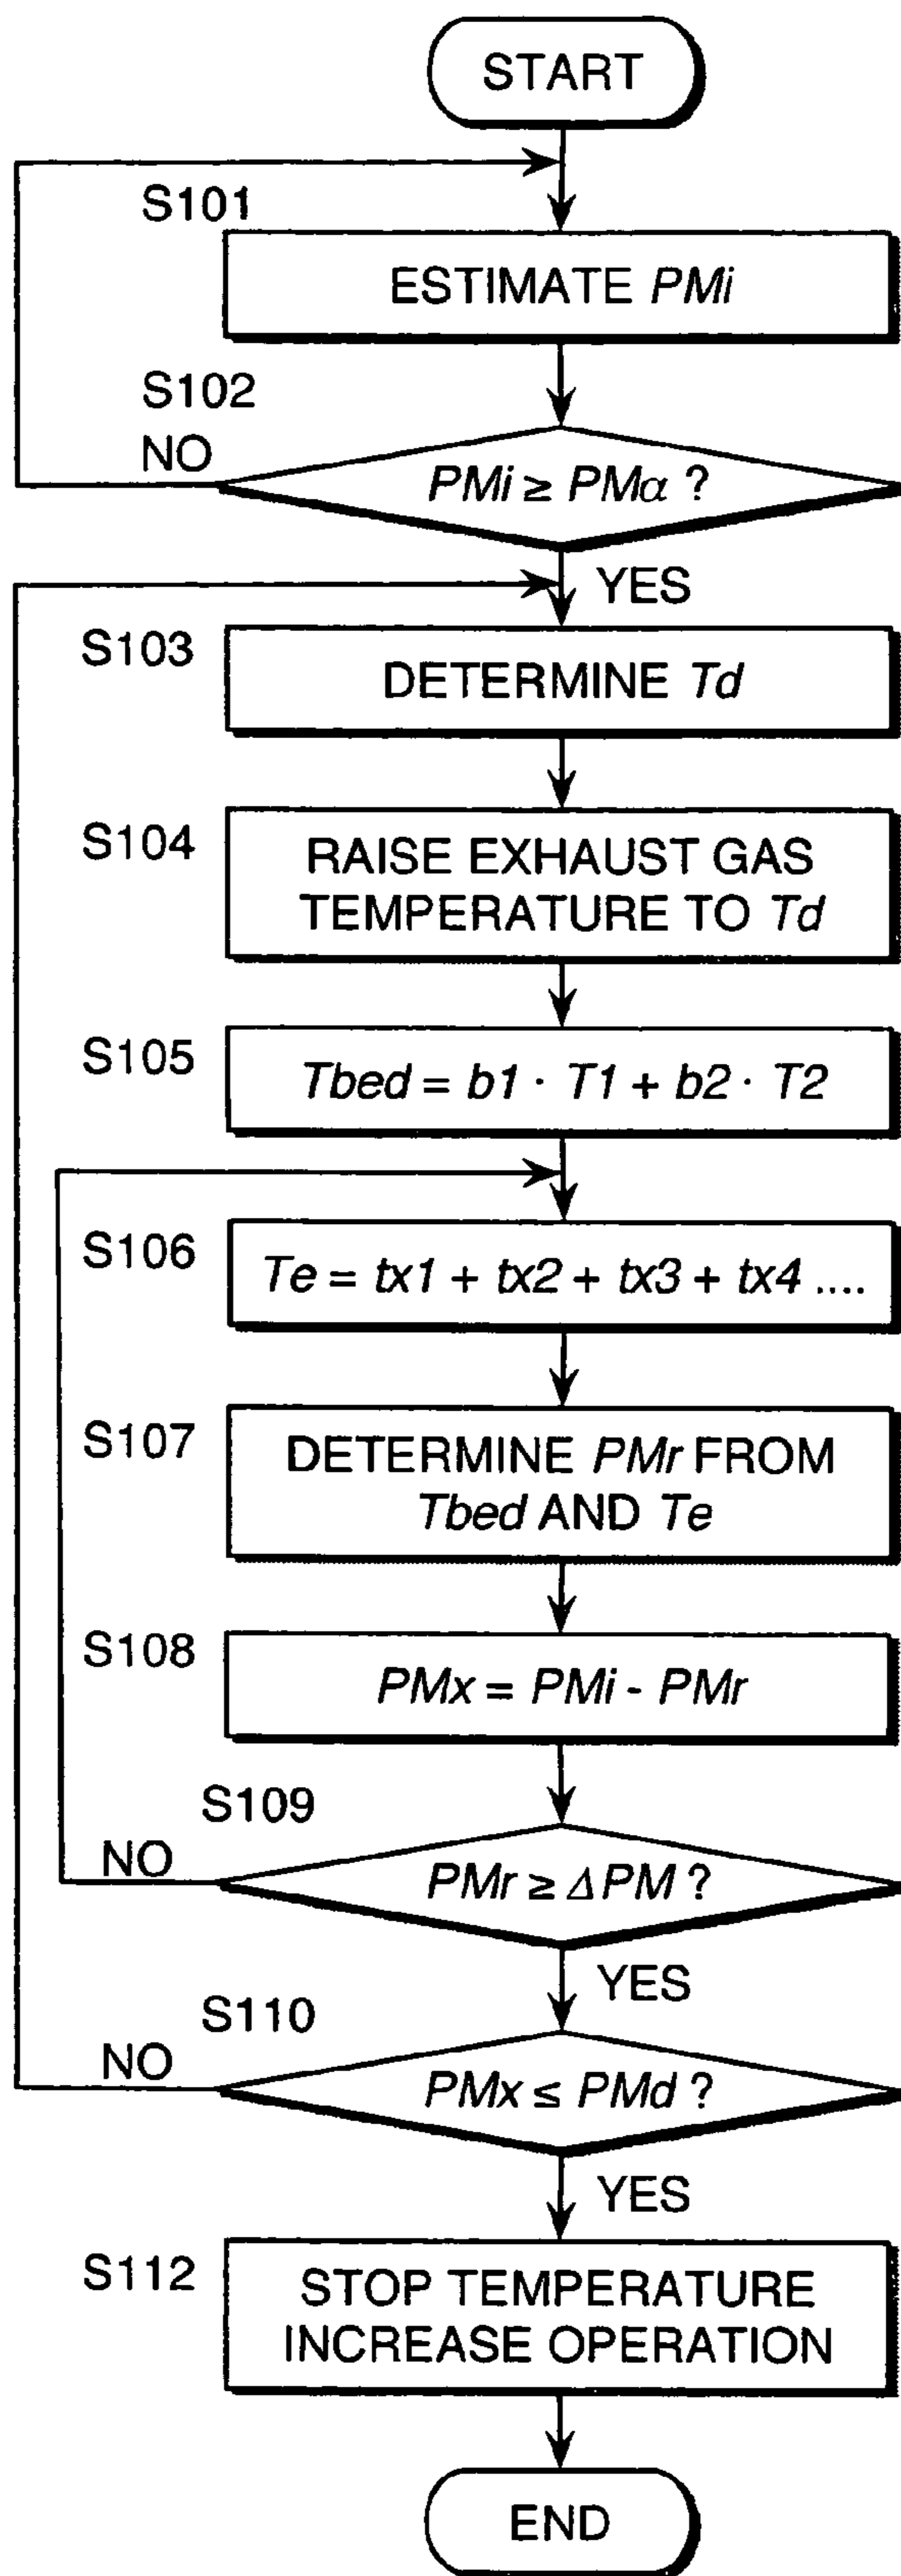 START
S101
ESTIMATE PMi
S102
NO
PMi ≥ PMα ?
YES
S103
DETERMINE Td
S104
RAISE EXHAUST GAS
TEMPERATURE TO Td
S105
Tbed = b1 · T1 + b2 · T2
S106
Te = tx1 + tx2 + tx3 + tx4 ....
S107
DETERMINE PMr FROM
Tbed AND Te
S108
PMx = PMi - PMr
S109
NO
PMr ≥ ΔPM ?
YES
S110
NO
PMx ≤ PMd ?
YES
S112
STOP TEMPERATURE
INCREASE OPERATION
END